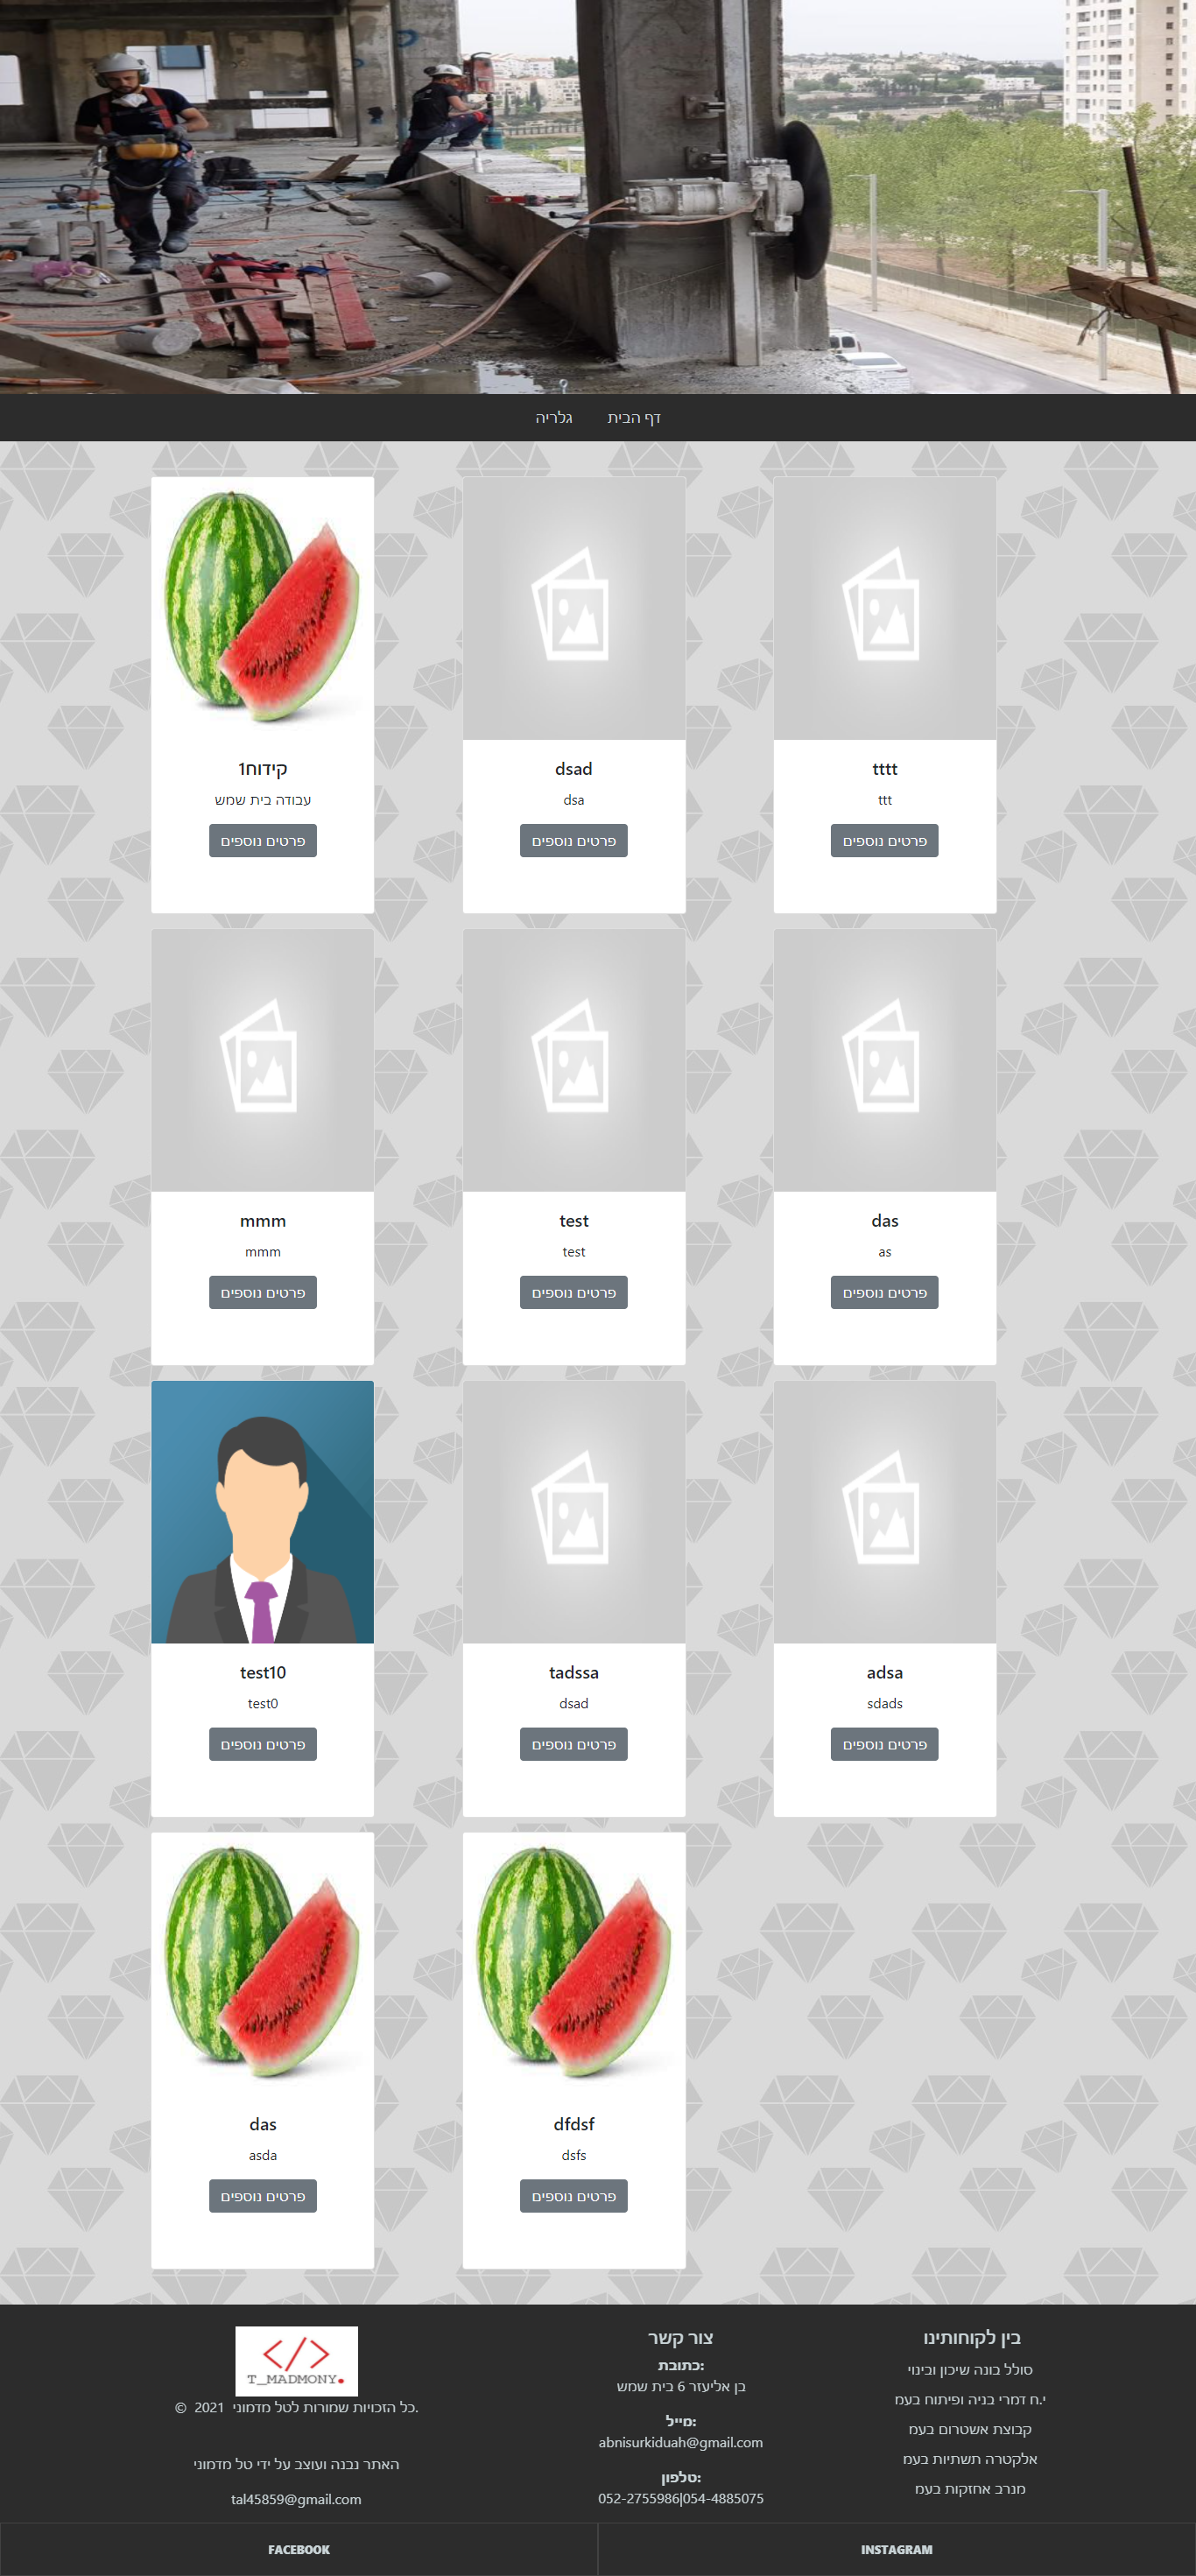 דף הבית
גלריה
קידוח1
עבודה בית שמש
פרטים נוספים
dsad
dsa
פרטים נוספים
tttt
ttt
פרטים נוספים
mmm
mmm
פרטים נוספים
test
test
פרטים נוספים
das
as
פרטים נוספים
test10
test0
פרטים נוספים
tadssa
dsad
פרטים נוספים
adsa
sdads
פרטים נוספים
das
asda
פרטים נוספים
dfdsf
dsfs
פרטים נוספים
בין לקוחותינו
סולל בונה שיכון ובינוי
י.ח דמרי בניה ופיתוח בעמ
קבוצת אשטרום בעמ
אלקטרה תשתיות בעמ
מנרב אחזקות בעמ
צור קשר
כתובת:
בן אליעזר 6 בית שמש
מייל:
abnisurkiduah@gmail.com
טלפון:
052-2755986|054-4885075
</>
T_MADMONY.
© 2021 כל הזכויות שמורות לטל מדמוני.
האתר נבנה ועוצב על ידי טל מדמוני
tal45859@gmail.com
FACEBOOK
INSTAGRAM